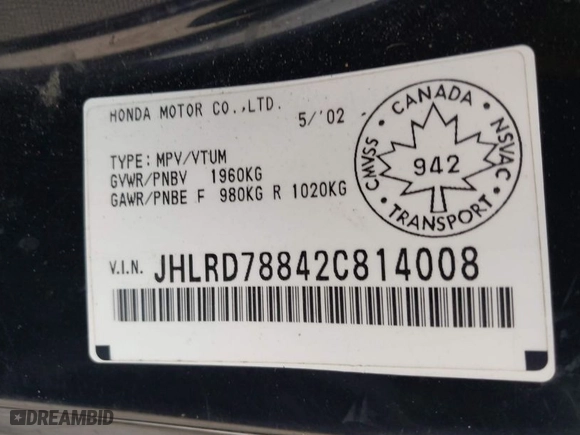 HONDA MOTOR CO.,LTD.
5/'02
TYPE: MPV/VTUM
GVWR/PNBV 1960KG
GAWR/PNBE F 980KG R 1020KG
CANADA · NSVAC · TRANSPORT · CMVSS ·
942
V.I.N. JHLRD78842C814008
DREAMBID